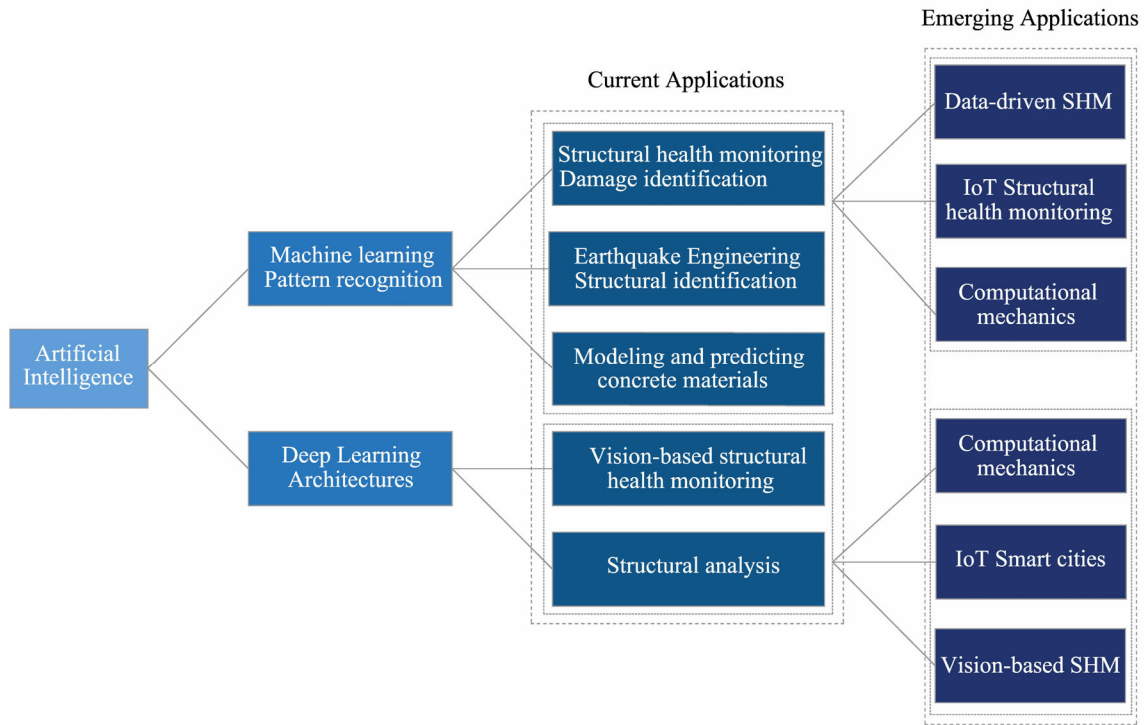 Emerging Applications
Current Applications
Artificial
Intelligence
Machine learning
Pattern recognition
Deep Learning
Architectures
Structural health monitoring
Damage identification
Earthquake Engineering
Structural identification
Modeling and predicting
concrete materials
Vision-based structural
health monitoring
Structural analysis
Data-driven SHM
IoT Structural
health monitoring
Computational
mechanics
Computational
mechanics
IoT Smart cities
Vision-based SHM